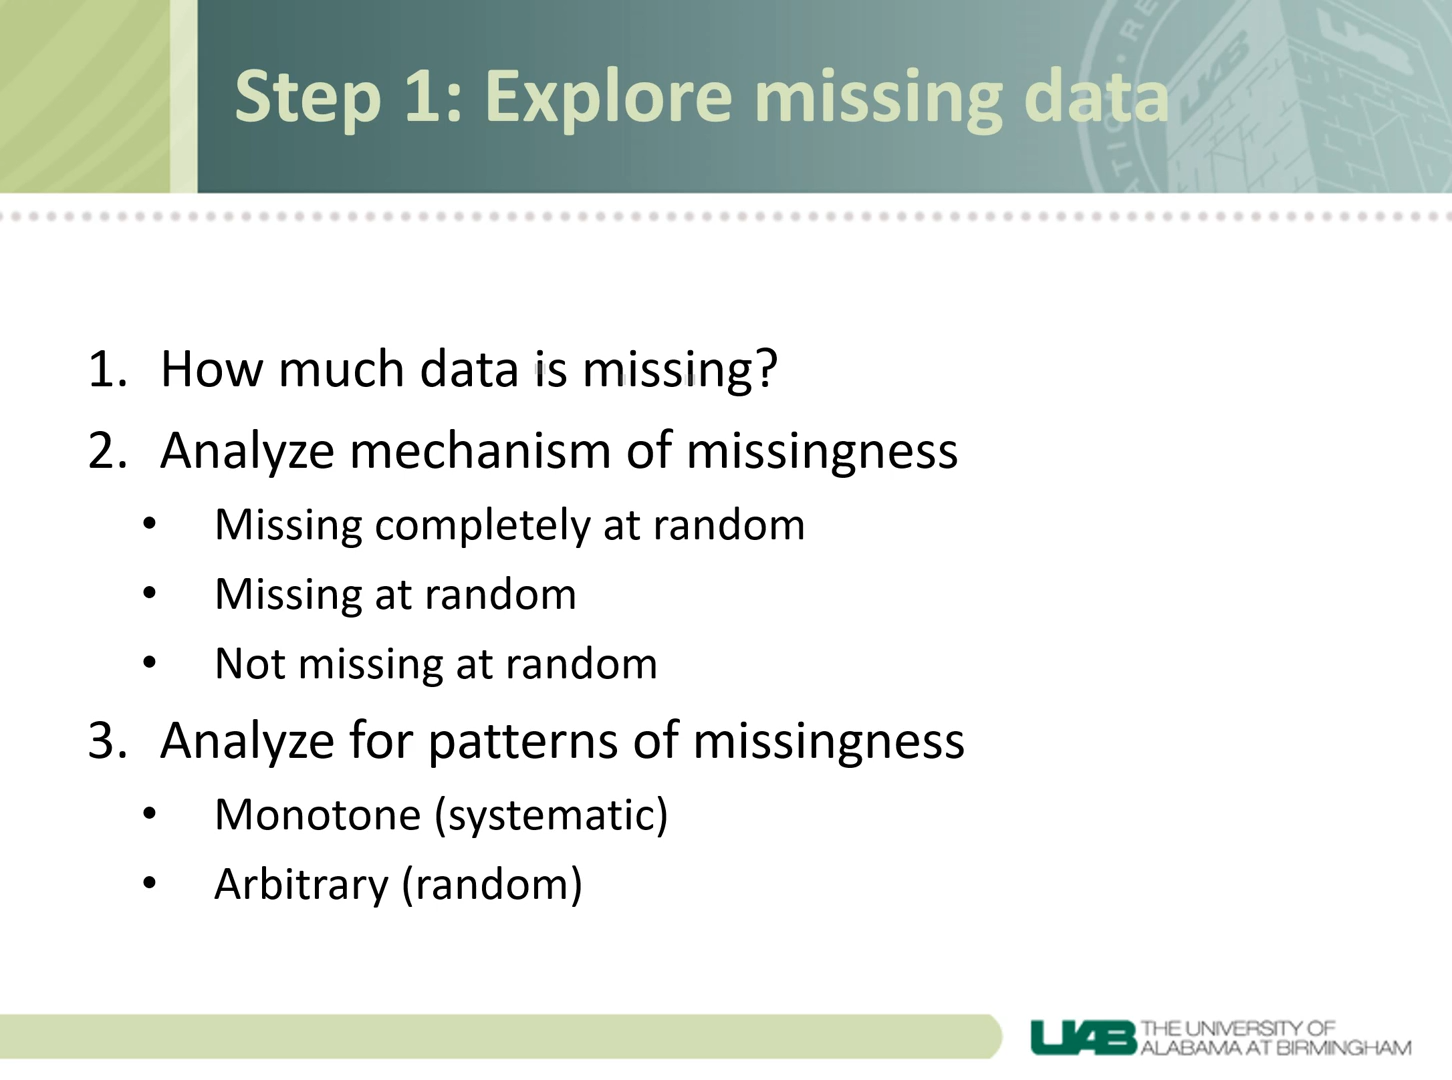 Step 1: Explore missing data
1. How much data is missing?
2. Analyze mechanism of missingness
• Missing completely at random
• Missing at random
• Not missing at random
3. Analyze for patterns of missingness
• Monotone (systematic)
• Arbitrary (random)
UAB THE UNIVERSITY OF
ALABAMA AT BIRMINGHAM